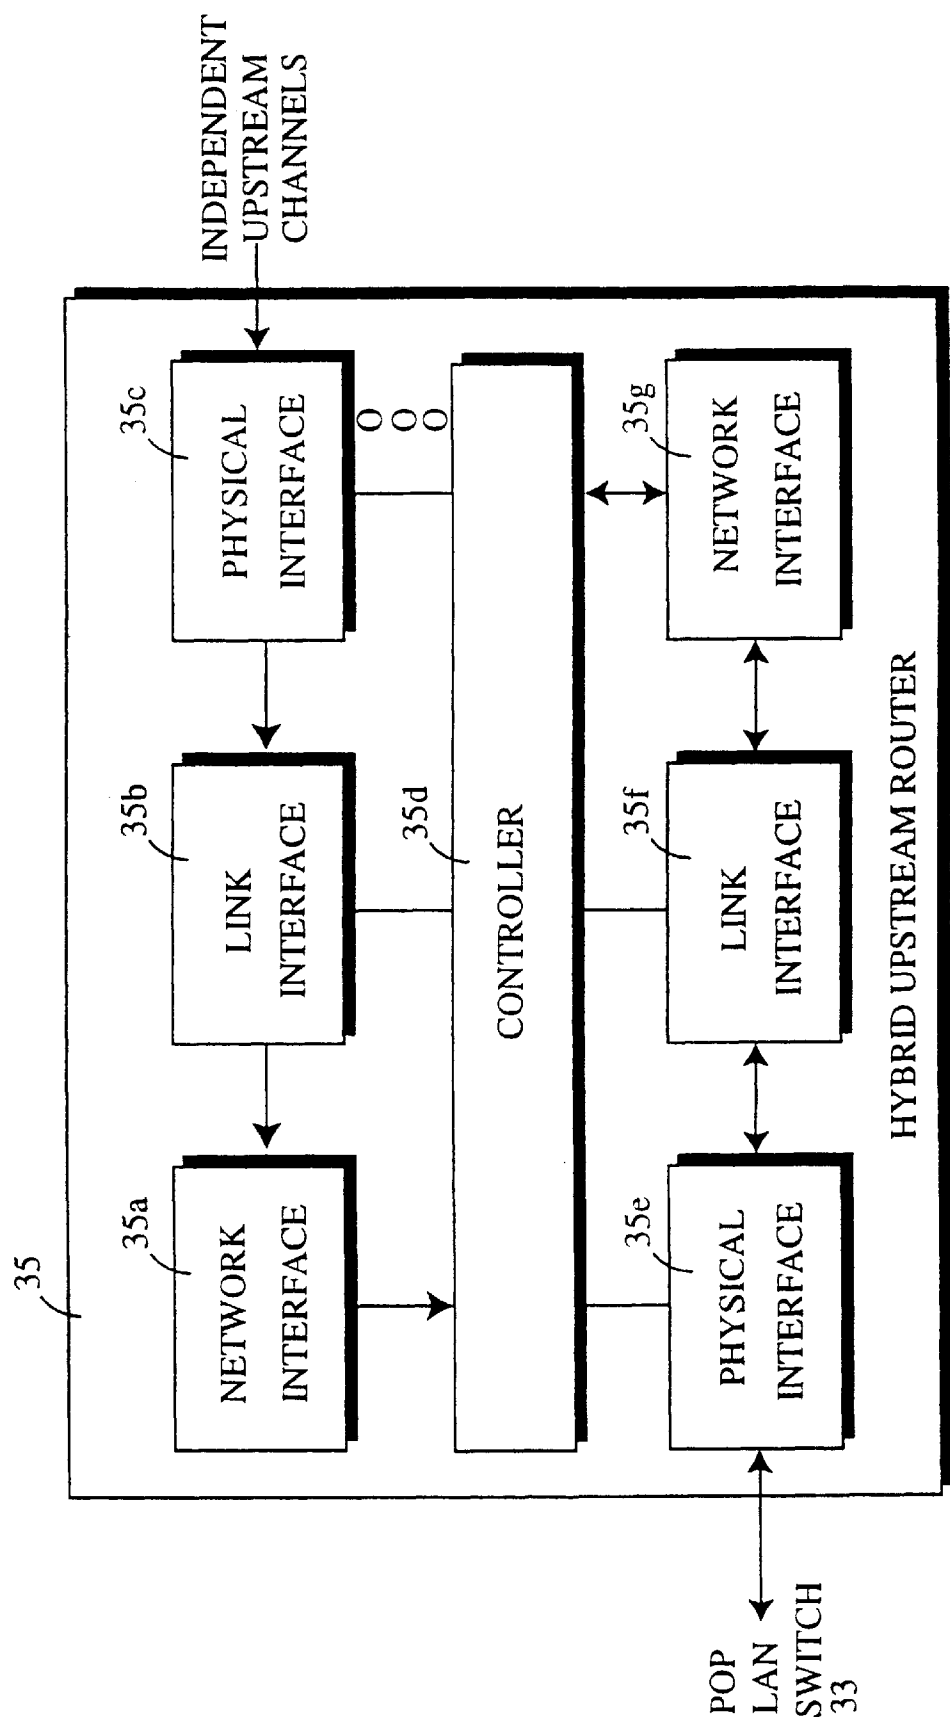 INDEPENDENT
UPSTREAM
CHANNELS
35
35a
NETWORK
INTERFACE
35b
LINK
INTERFACE
35c
PHYSICAL
INTERFACE
O O O
35d
CONTROLLER
35e
PHYSICAL
INTERFACE
35f
LINK
INTERFACE
35g
NETWORK
INTERFACE
HYBRID UPSTREAM ROUTER
POP
LAN
SWITCH
33